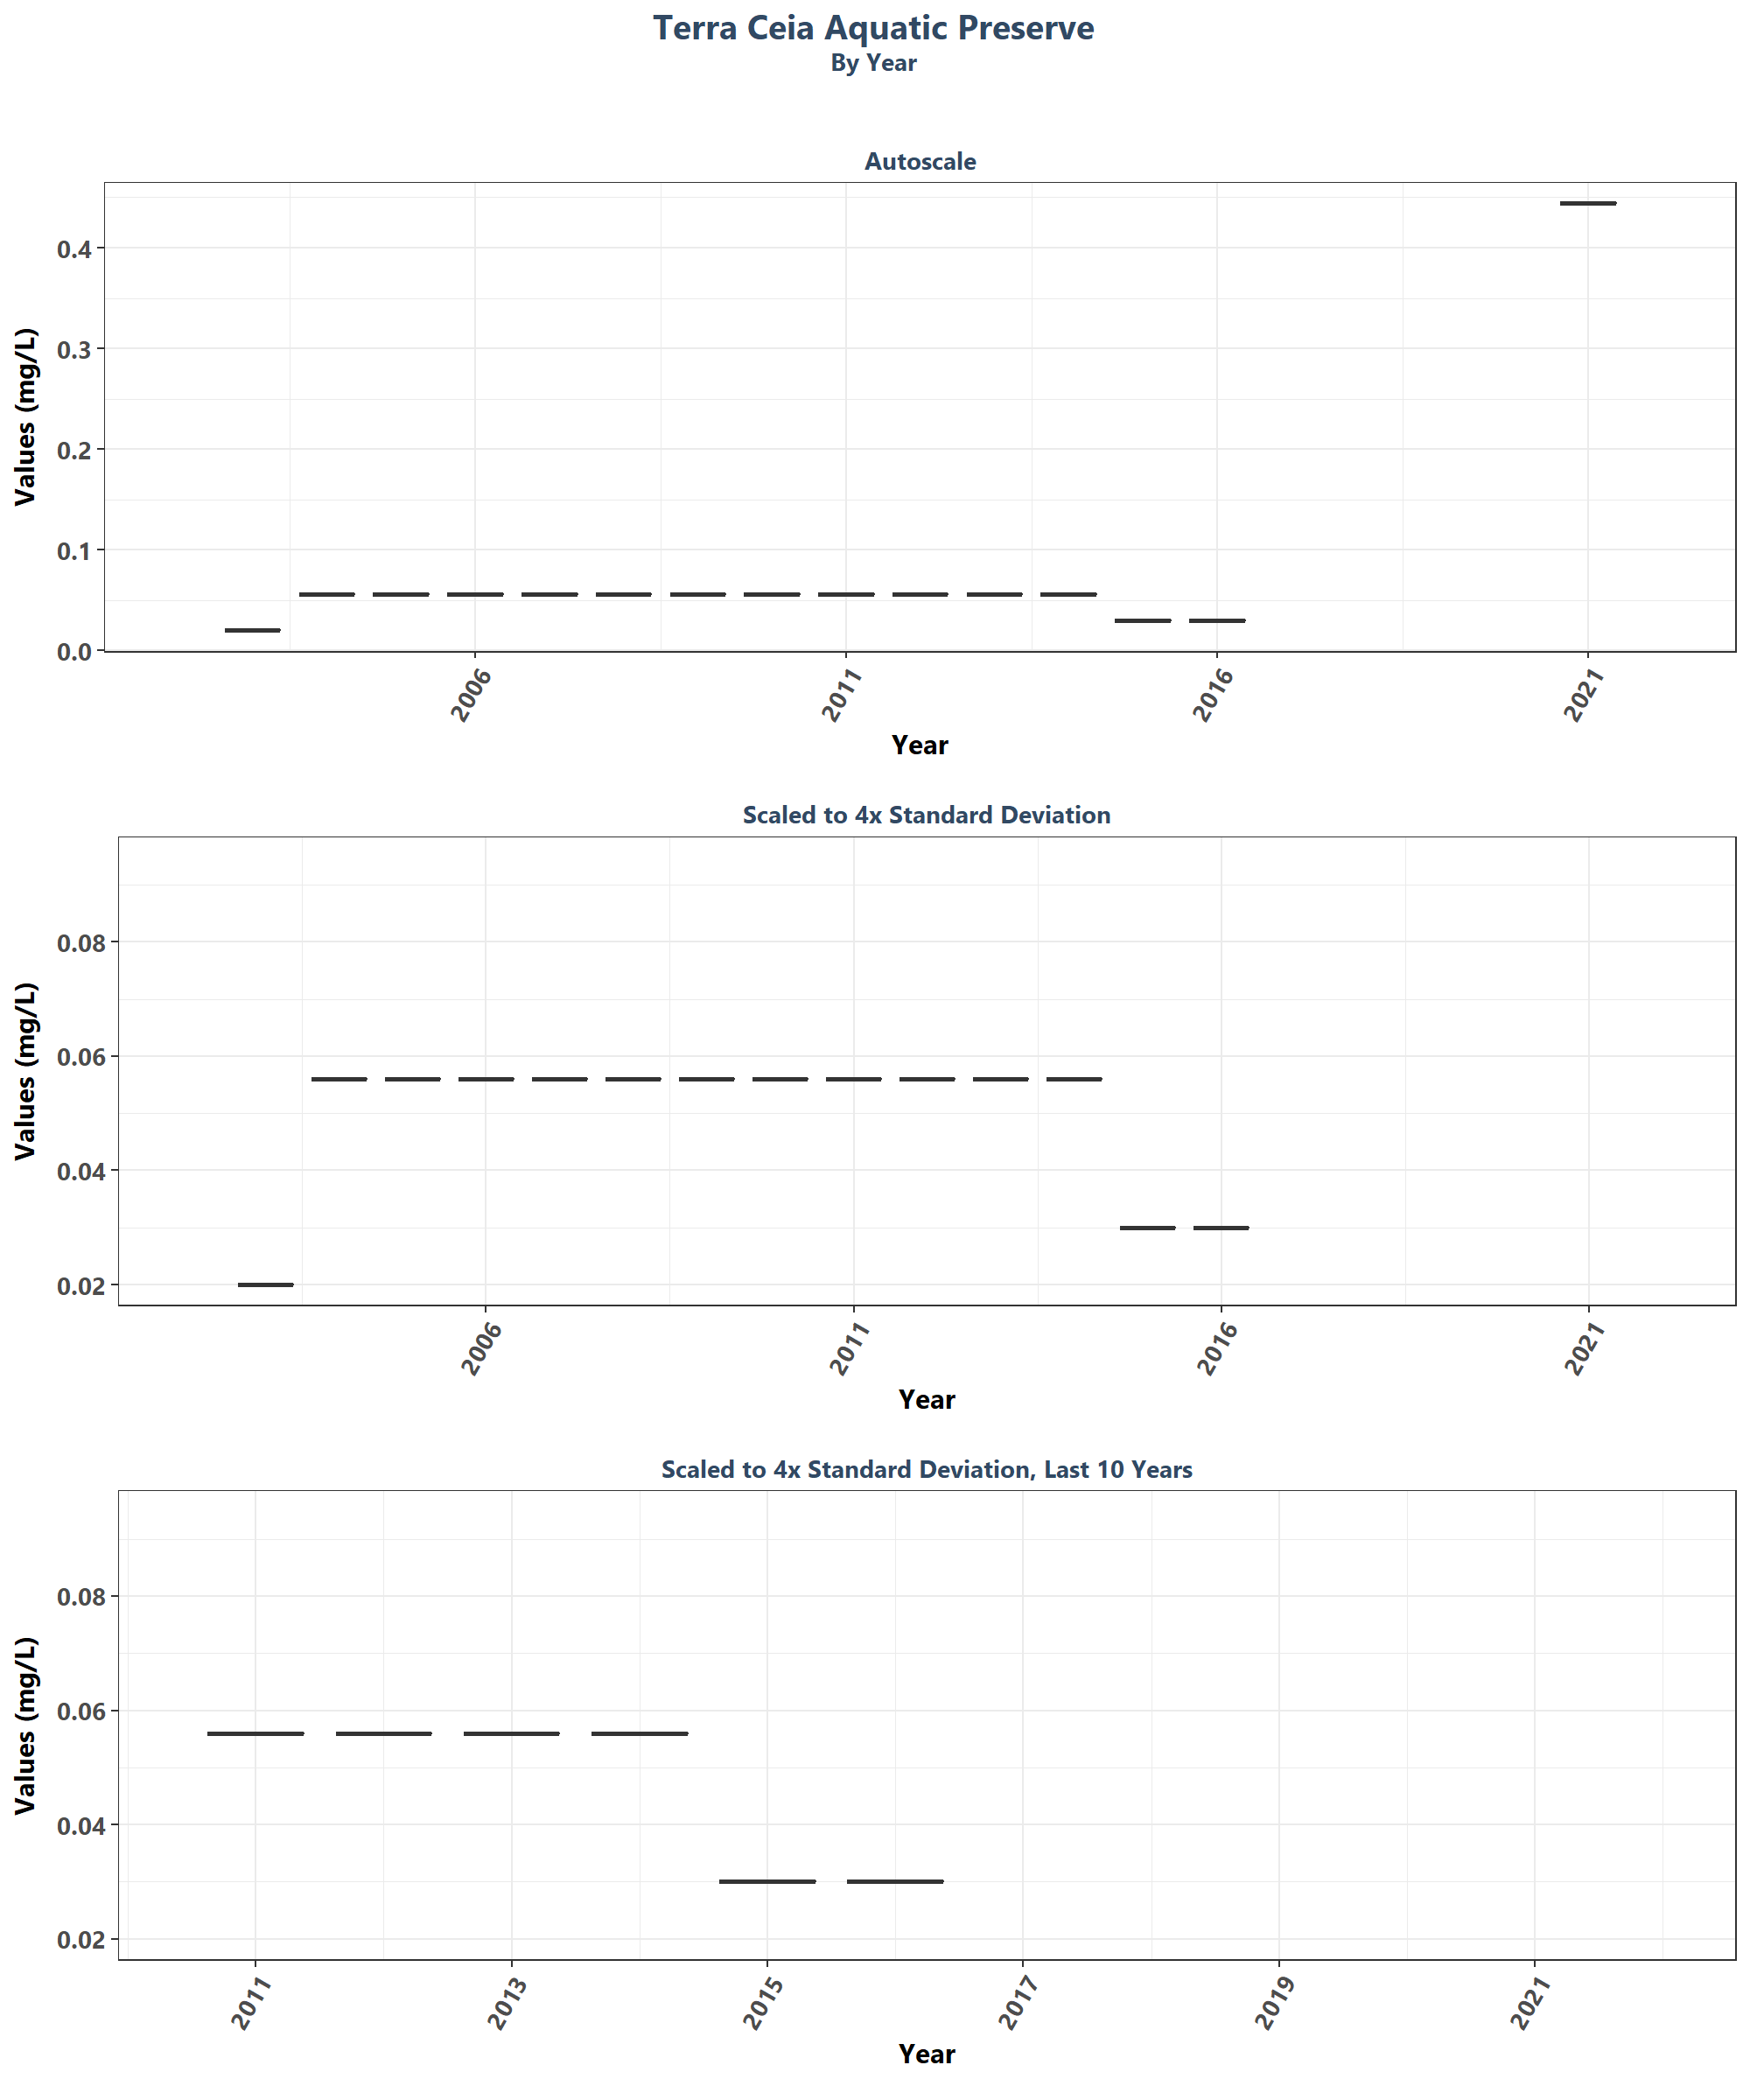 Terra Ceia Aquatic Preserve
By Year
Autoscale
Values (mg/L)
0.4
0.3
0.2
0.1
0.0
2006 2011 2016 2021
Year
Scaled to 4x Standard Deviation
Values (mg/L)
0.08
0.06
0.04
0.02
2006 2011 2016 2021
Year
Scaled to 4x Standard Deviation, Last 10 Years
Values (mg/L)
0.08
0.06
0.04
0.02
2011 2013 2015 2017 2019 2021
Year